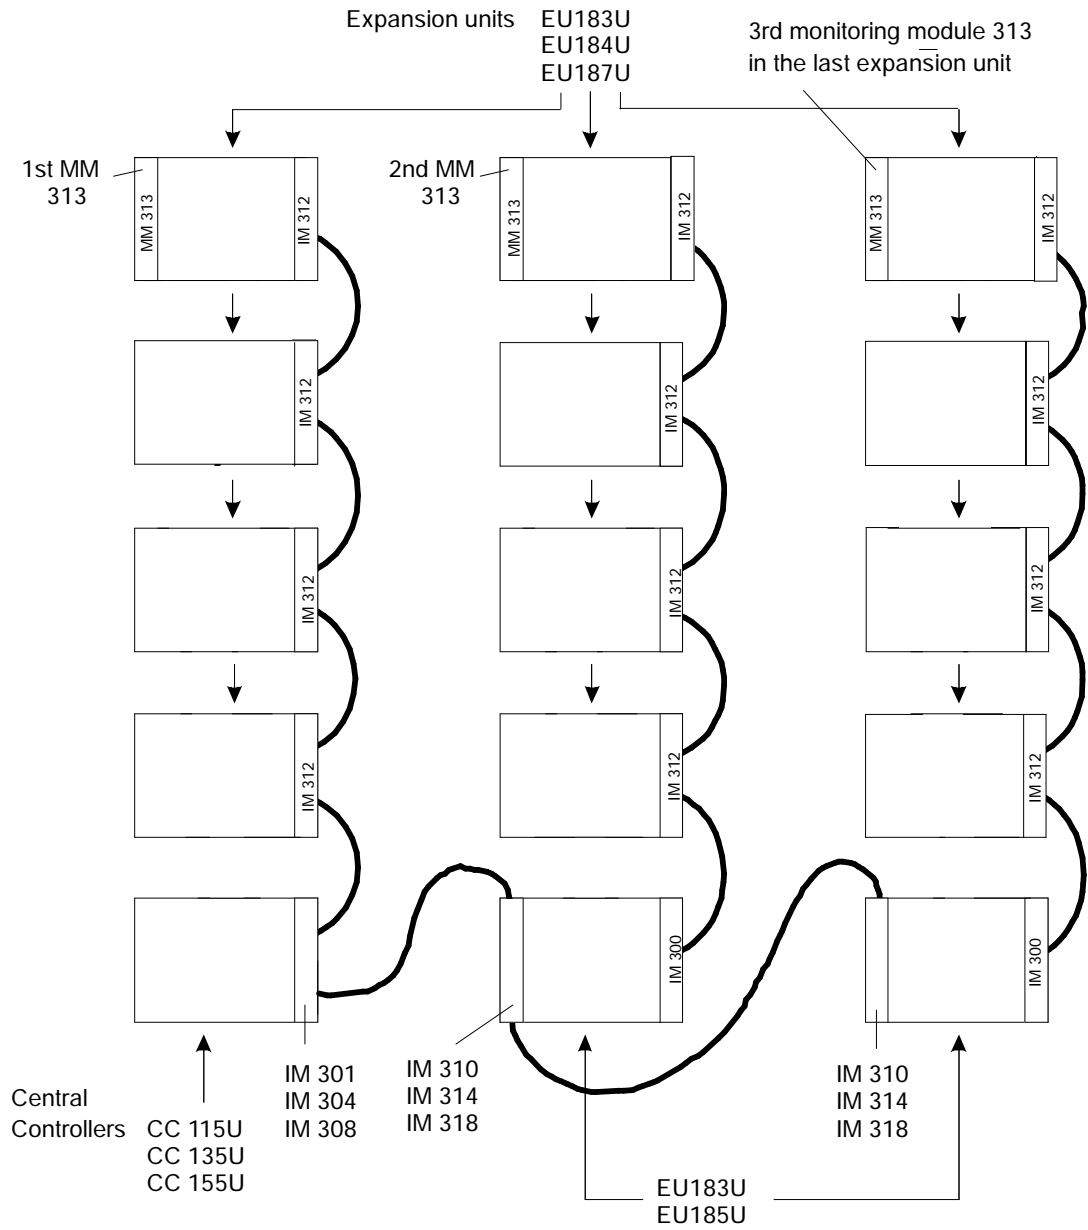 Expansion units EU183U
EU184U
EU187U
3rd monitoring module 313
in the last expansion unit
1st MM
313
MM 313
IM 312
2nd MM
313
MM 313
IM 312
MM 313
IM 312
IM 312
IM 312
IM 312
IM 312
IM 312
IM 312
IM 312
IM 312
IM 312
IM 300
IM 300
IM 301
IM 304
IM 308
IM 310
IM 314
IM 318
IM 310
IM 314
IM 318
Central
Controllers CC 115U
CC 135U
CC 155U
EU183U
EU185U